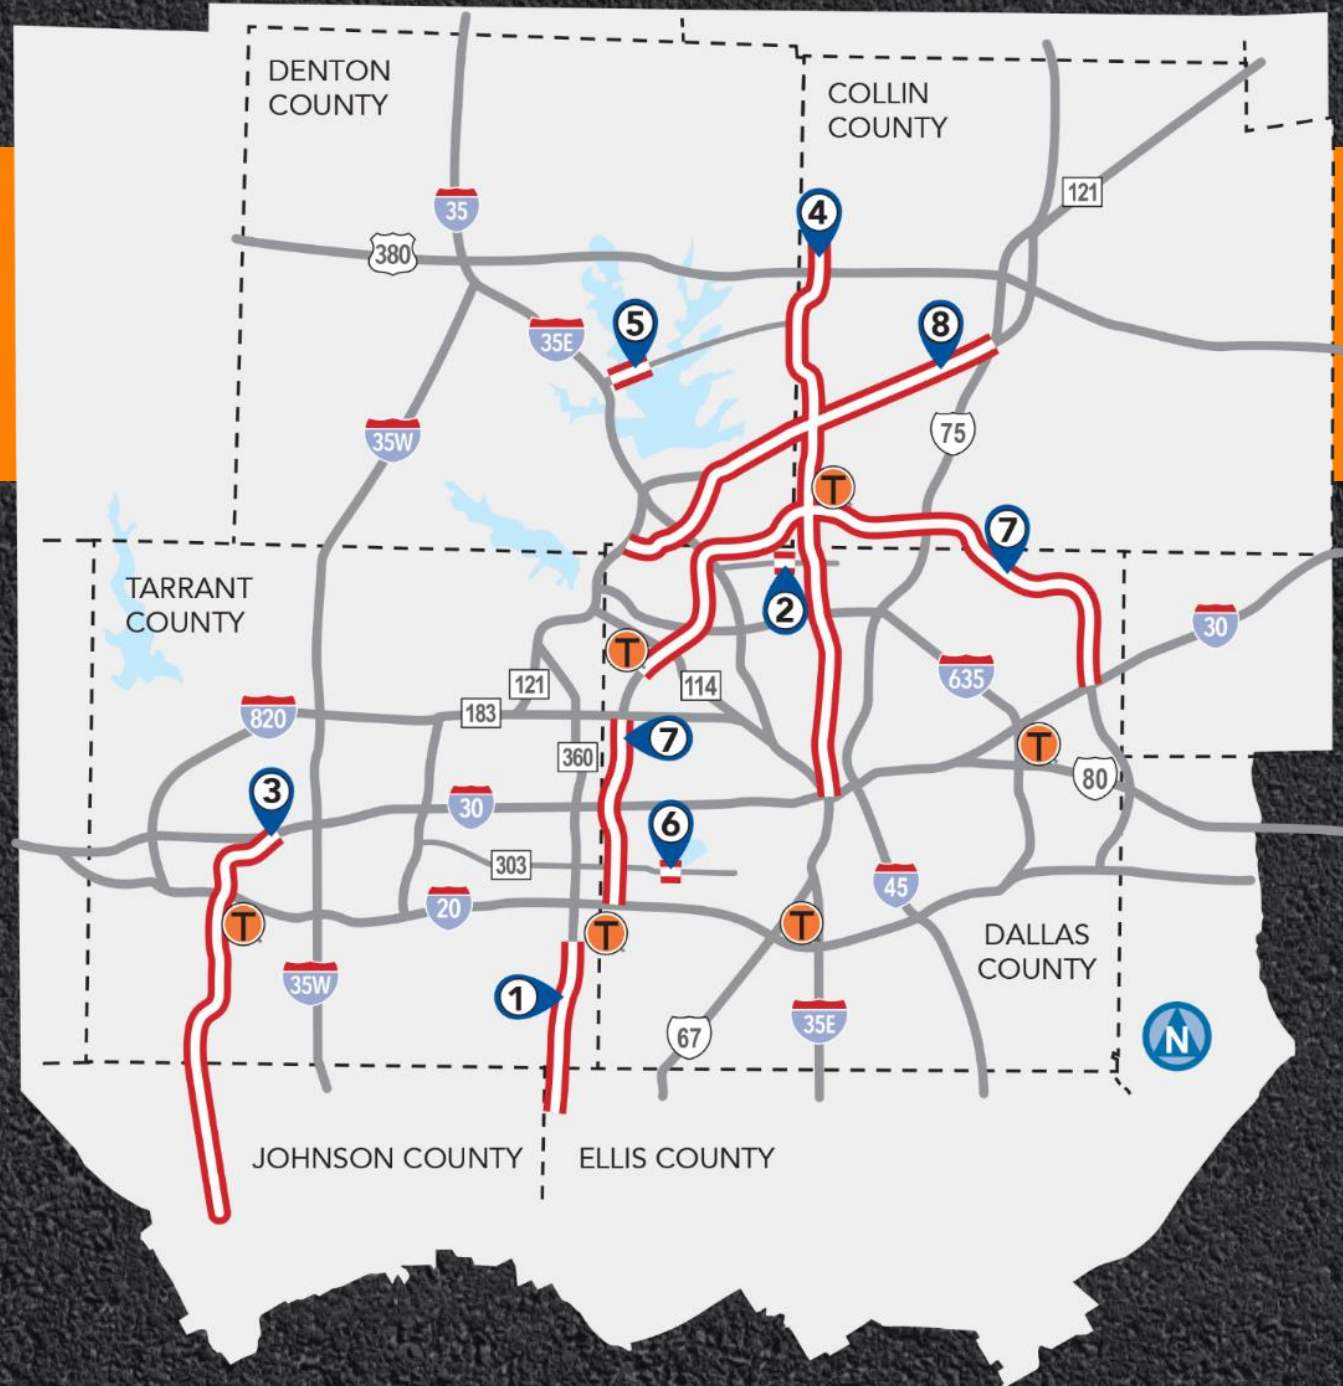 DENTON
COUNTY
COLLIN
COUNTY
121
35
4
380
5
8
35E
35W
75
T
7
TARRANT
COUNTY
2
30
T
635
121
114
820
183
7
T
360
80
3
30
6
303
45
20
T
T
T
DALLAS
COUNTY
35W
1
35E
67
N
JOHNSON COUNTY
ELLIS COUNTY